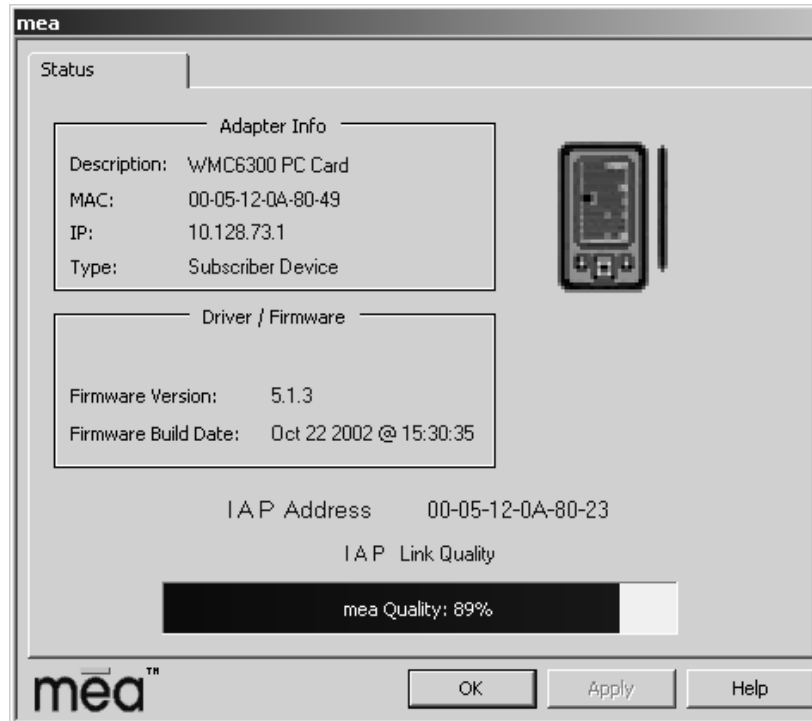 mea
Status
Adapter Info
Description: WMC6300 PC Card
MAC: 00-05-12-0A-80-49
IP: 10.128.73.1
Type: Subscriber Device
Driver / Firmware
Firmware Version: 5.1.3
Firmware Build Date: Oct 22 2002 @ 15:30:35
IAP Address 00-05-12-0A-80-23
IAP Link Quality
mea Quality: 89%
mēa™
OK Apply Help